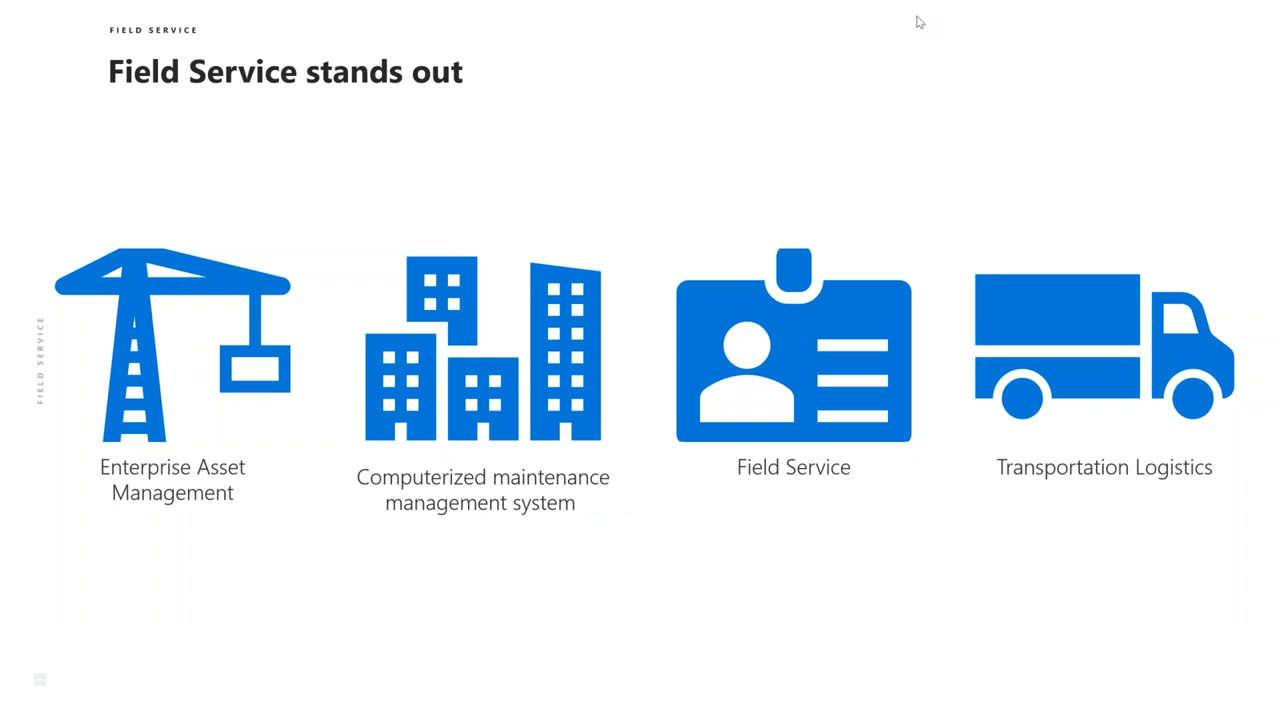 FIELD SERVICE
Field Service stands out
FIELD SERVICE
Enterprise Asset
Management
Computerized maintenance
management system
Field Service
Transportation Logistics